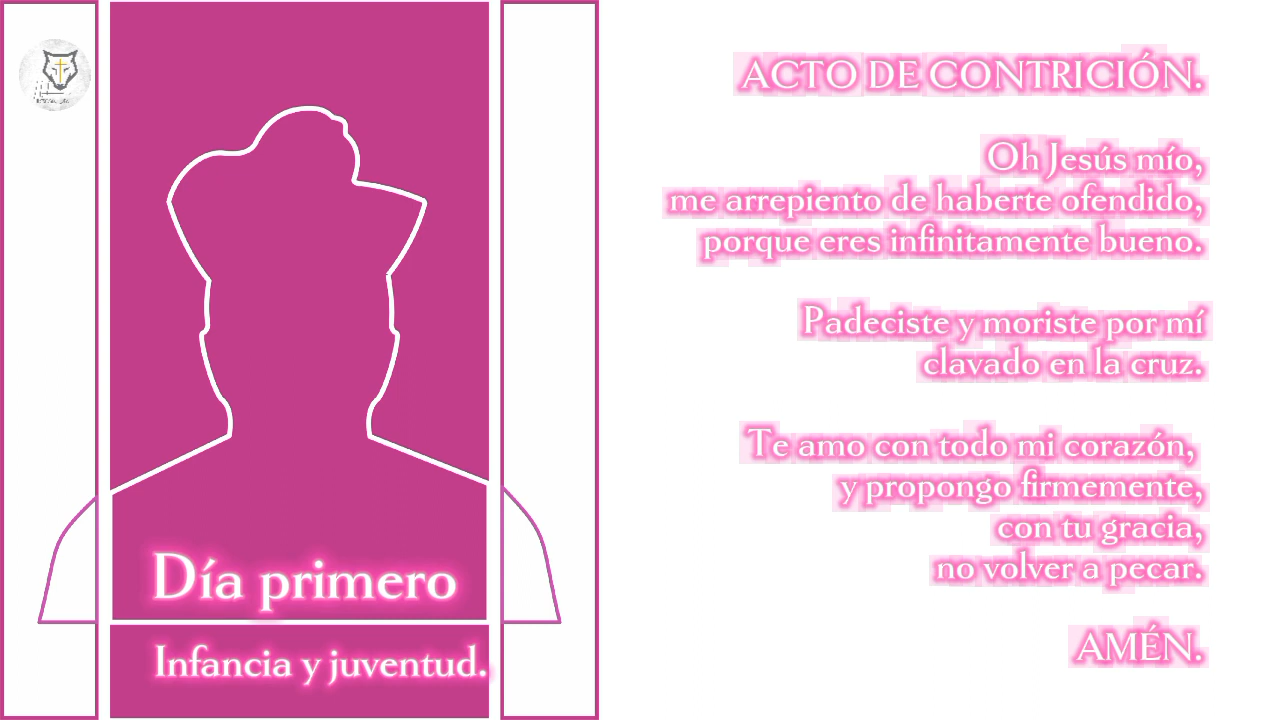 Día primero
Infancia y juventud.
ACTO DE CONTRICIÓN.
Oh Jesús mío,
me arrepiento de haberte ofendido,
porque eres infinitamente bueno.
Padeciste y moriste por mí
clavado en la cruz.
Te amo con todo mi corazón,
y propongo firmemente,
con tu gracia,
no volver a pecar.
AMÉN.